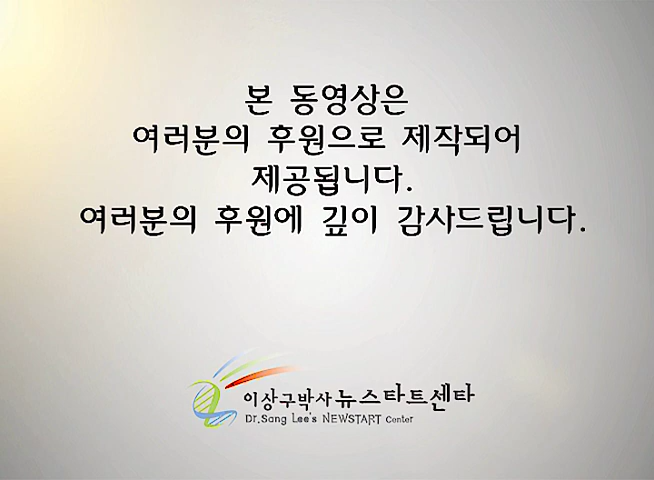 본 동영상은
여러분의 후원으로 제작되어
제공됩니다.
여러분의 후원에 깊이 감사드립니다.
이상구박사 뉴스타트센타
Dr.Sang Lee's NEWSTART Center